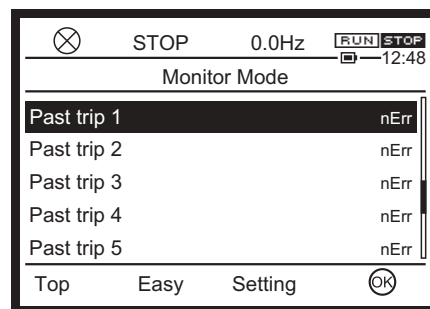 STOP 0.0Hz RUN STOP
12:48
Monitor Mode
Past trip 1 nErr
Past trip 2 nErr
Past trip 3 nErr
Past trip 4 nErr
Past trip 5 nErr
Top Easy Setting OK